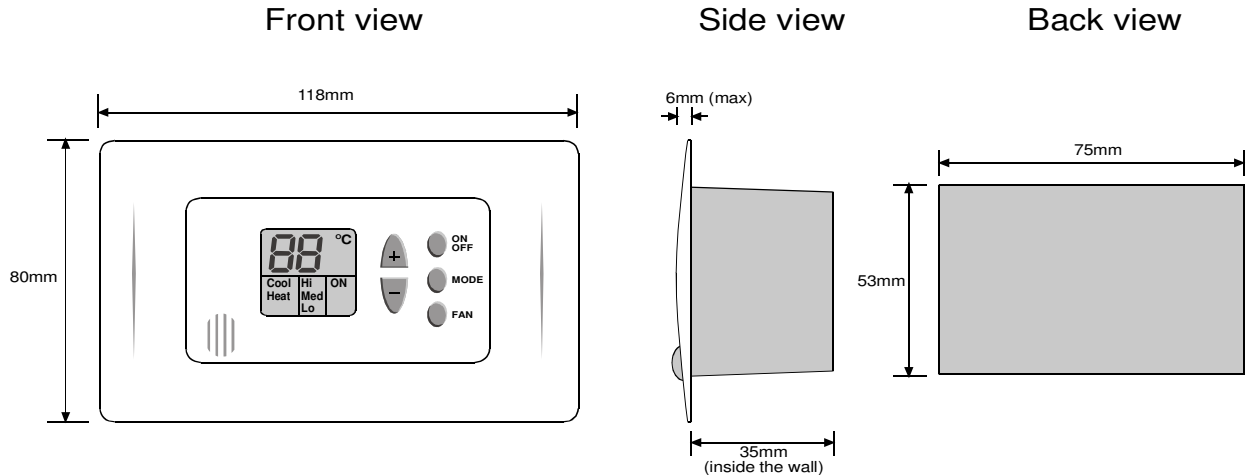 Front view
Side view
Back view
118mm
6mm (max)
75mm
80mm
88 °C
Cool
Heat
Hi
Med
Lo
ON
+
−
ON
OFF
MODE
FAN
53mm
35mm
(inside the wall)